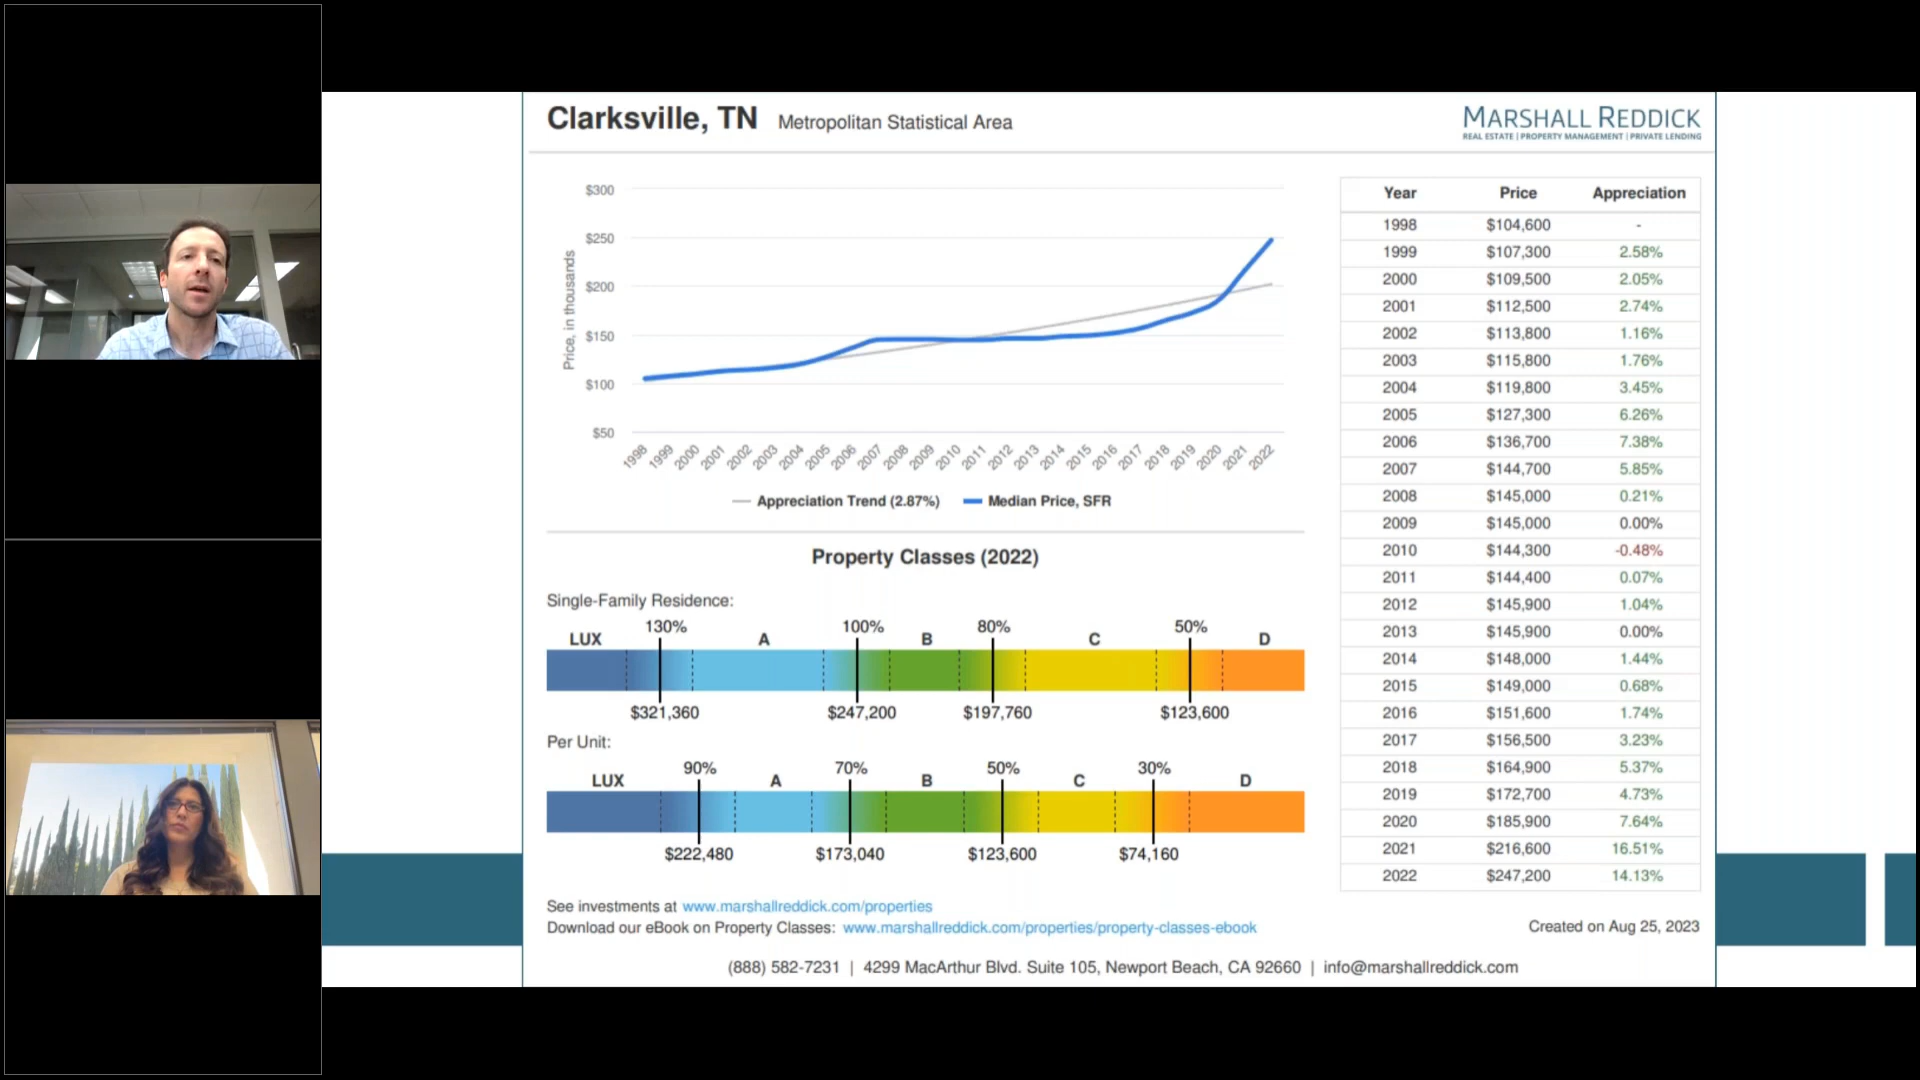 Clarksville, TN Metropolitan Statistical Area
MARSHALL REDDICK
REAL ESTATE | PROPERTY MANAGEMENT | PRIVATE LENDING
Price, in thousands
$300
$250
$200
$150
$100
$50
1998 1999 2000 2001 2002 2003 2004 2005 2006 2007 2008 2009 2010 2011 2012 2013 2014 2015 2016 2017 2018 2019 2020 2021 2022
Appreciation Trend (2.87%) Median Price, SFR
Property Classes (2022)
Single-Family Residence:
130% 100% 80% 50%
LUX A B C D
$321,360 $247,200 $197,760 $123,600
Per Unit:
90% 70% 50% 30%
LUX A B C D
$222,480 $173,040 $123,600 $74,160
Year Price Appreciation
1998 $104,600 -
1999 $107,300 2.58%
2000 $109,500 2.05%
2001 $112,500 2.74%
2002 $113,800 1.16%
2003 $115,800 1.76%
2004 $119,800 3.45%
2005 $127,300 6.26%
2006 $136,700 7.38%
2007 $144,700 5.85%
2008 $145,000 0.21%
2009 $145,000 0.00%
2010 $144,300 -0.48%
2011 $144,400 0.07%
2012 $145,900 1.04%
2013 $145,900 0.00%
2014 $148,000 1.44%
2015 $149,000 0.68%
2016 $151,600 1.74%
2017 $156,500 3.23%
2018 $164,900 5.37%
2019 $172,700 4.73%
2020 $185,900 7.64%
2021 $216,600 16.51%
2022 $247,200 14.13%
See investments at www.marshallreddick.com/properties
Download our eBook on Property Classes: www.marshallreddick.com/properties/property-classes-ebook
Created on Aug 25, 2023
(888) 582-7231 | 4299 MacArthur Blvd. Suite 105, Newport Beach, CA 92660 | info@marshallreddick.com